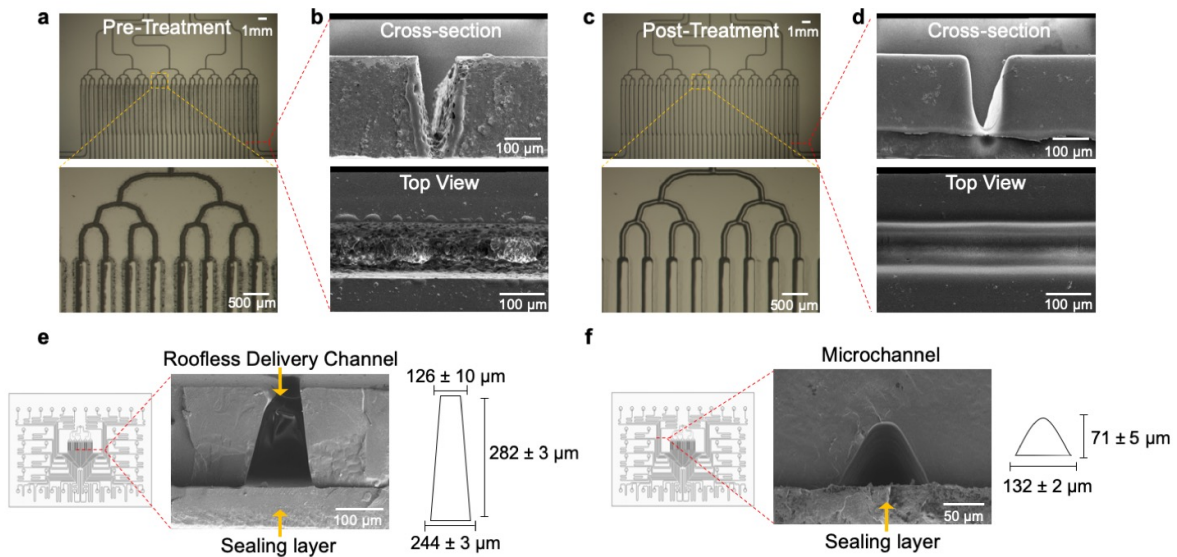 a
Pre-Treatment
1mm
500 µm
b
Cross-section
100 µm
Top View
100 µm
c
Post-Treatment
1mm
500 µm
d
Cross-section
100 µm
Top View
100 µm
e
Roofless Delivery Channel
100 µm
Sealing layer
126 ± 10 µm
282 ± 3 µm
244 ± 3 µm
f
Microchannel
50 µm
Sealing layer
71 ± 5 µm
132 ± 2 µm